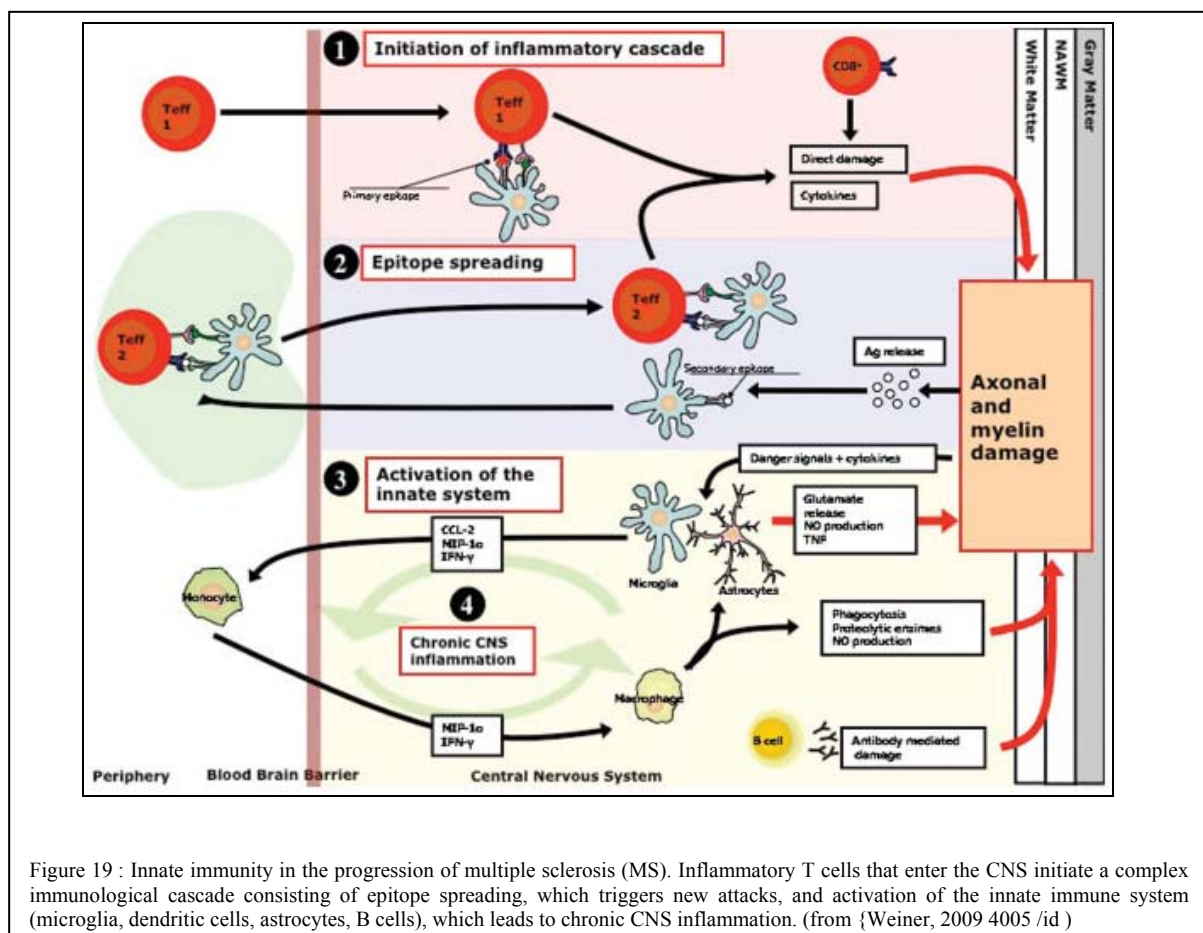 1 Initiation of inflammatory cascade
Teff
1
Teff
1
Primary epitope
CD8+
Direct damage
Cytokines
White Matter
NAWM
Gray Matter
2 Epitope spreading
Teff
2
Teff
2
Secondary epitope
Ag release
Axonal
and
myelin
damage
3 Activation of the
innate system
Danger signals + cytokines
Glutamate
release
NO production
TNF
CCL-2
MIP-1α
IFN-γ
Microglia
Astrocytes
Monocyte
4
Chronic CNS
inflammation
Macrophage
Phagocytosis
Proteolytic enzymes
NO production
MIP-1α
IFN-γ
B cell
Antibody mediated
damage
Periphery
Blood Brain Barrier
Central Nervous System
Figure 19 : Innate immunity in the progression of multiple sclerosis (MS). Inflammatory T cells that enter the CNS initiate a complex
immunological cascade consisting of epitope spreading, which triggers new attacks, and activation of the innate immune system
(microglia, dendritic cells, astrocytes, B cells), which leads to chronic CNS inflammation. (from {Weiner, 2009 4005 /id )